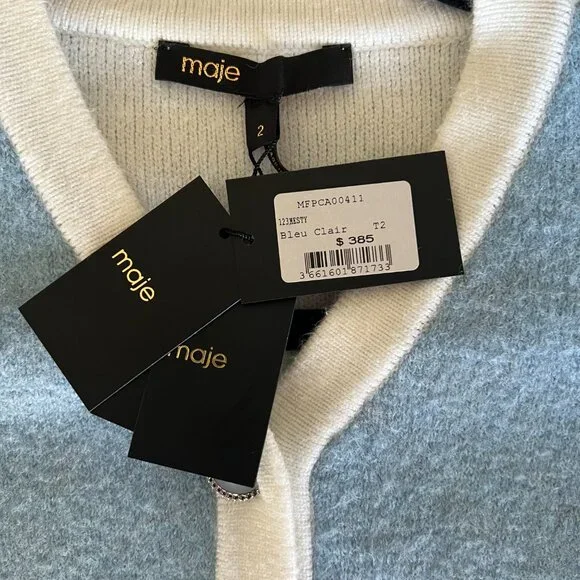 maje
2
MFPCA00411
123MESTY
Bleu Clair T2
$ 385
3 661601 871733
maje
maje